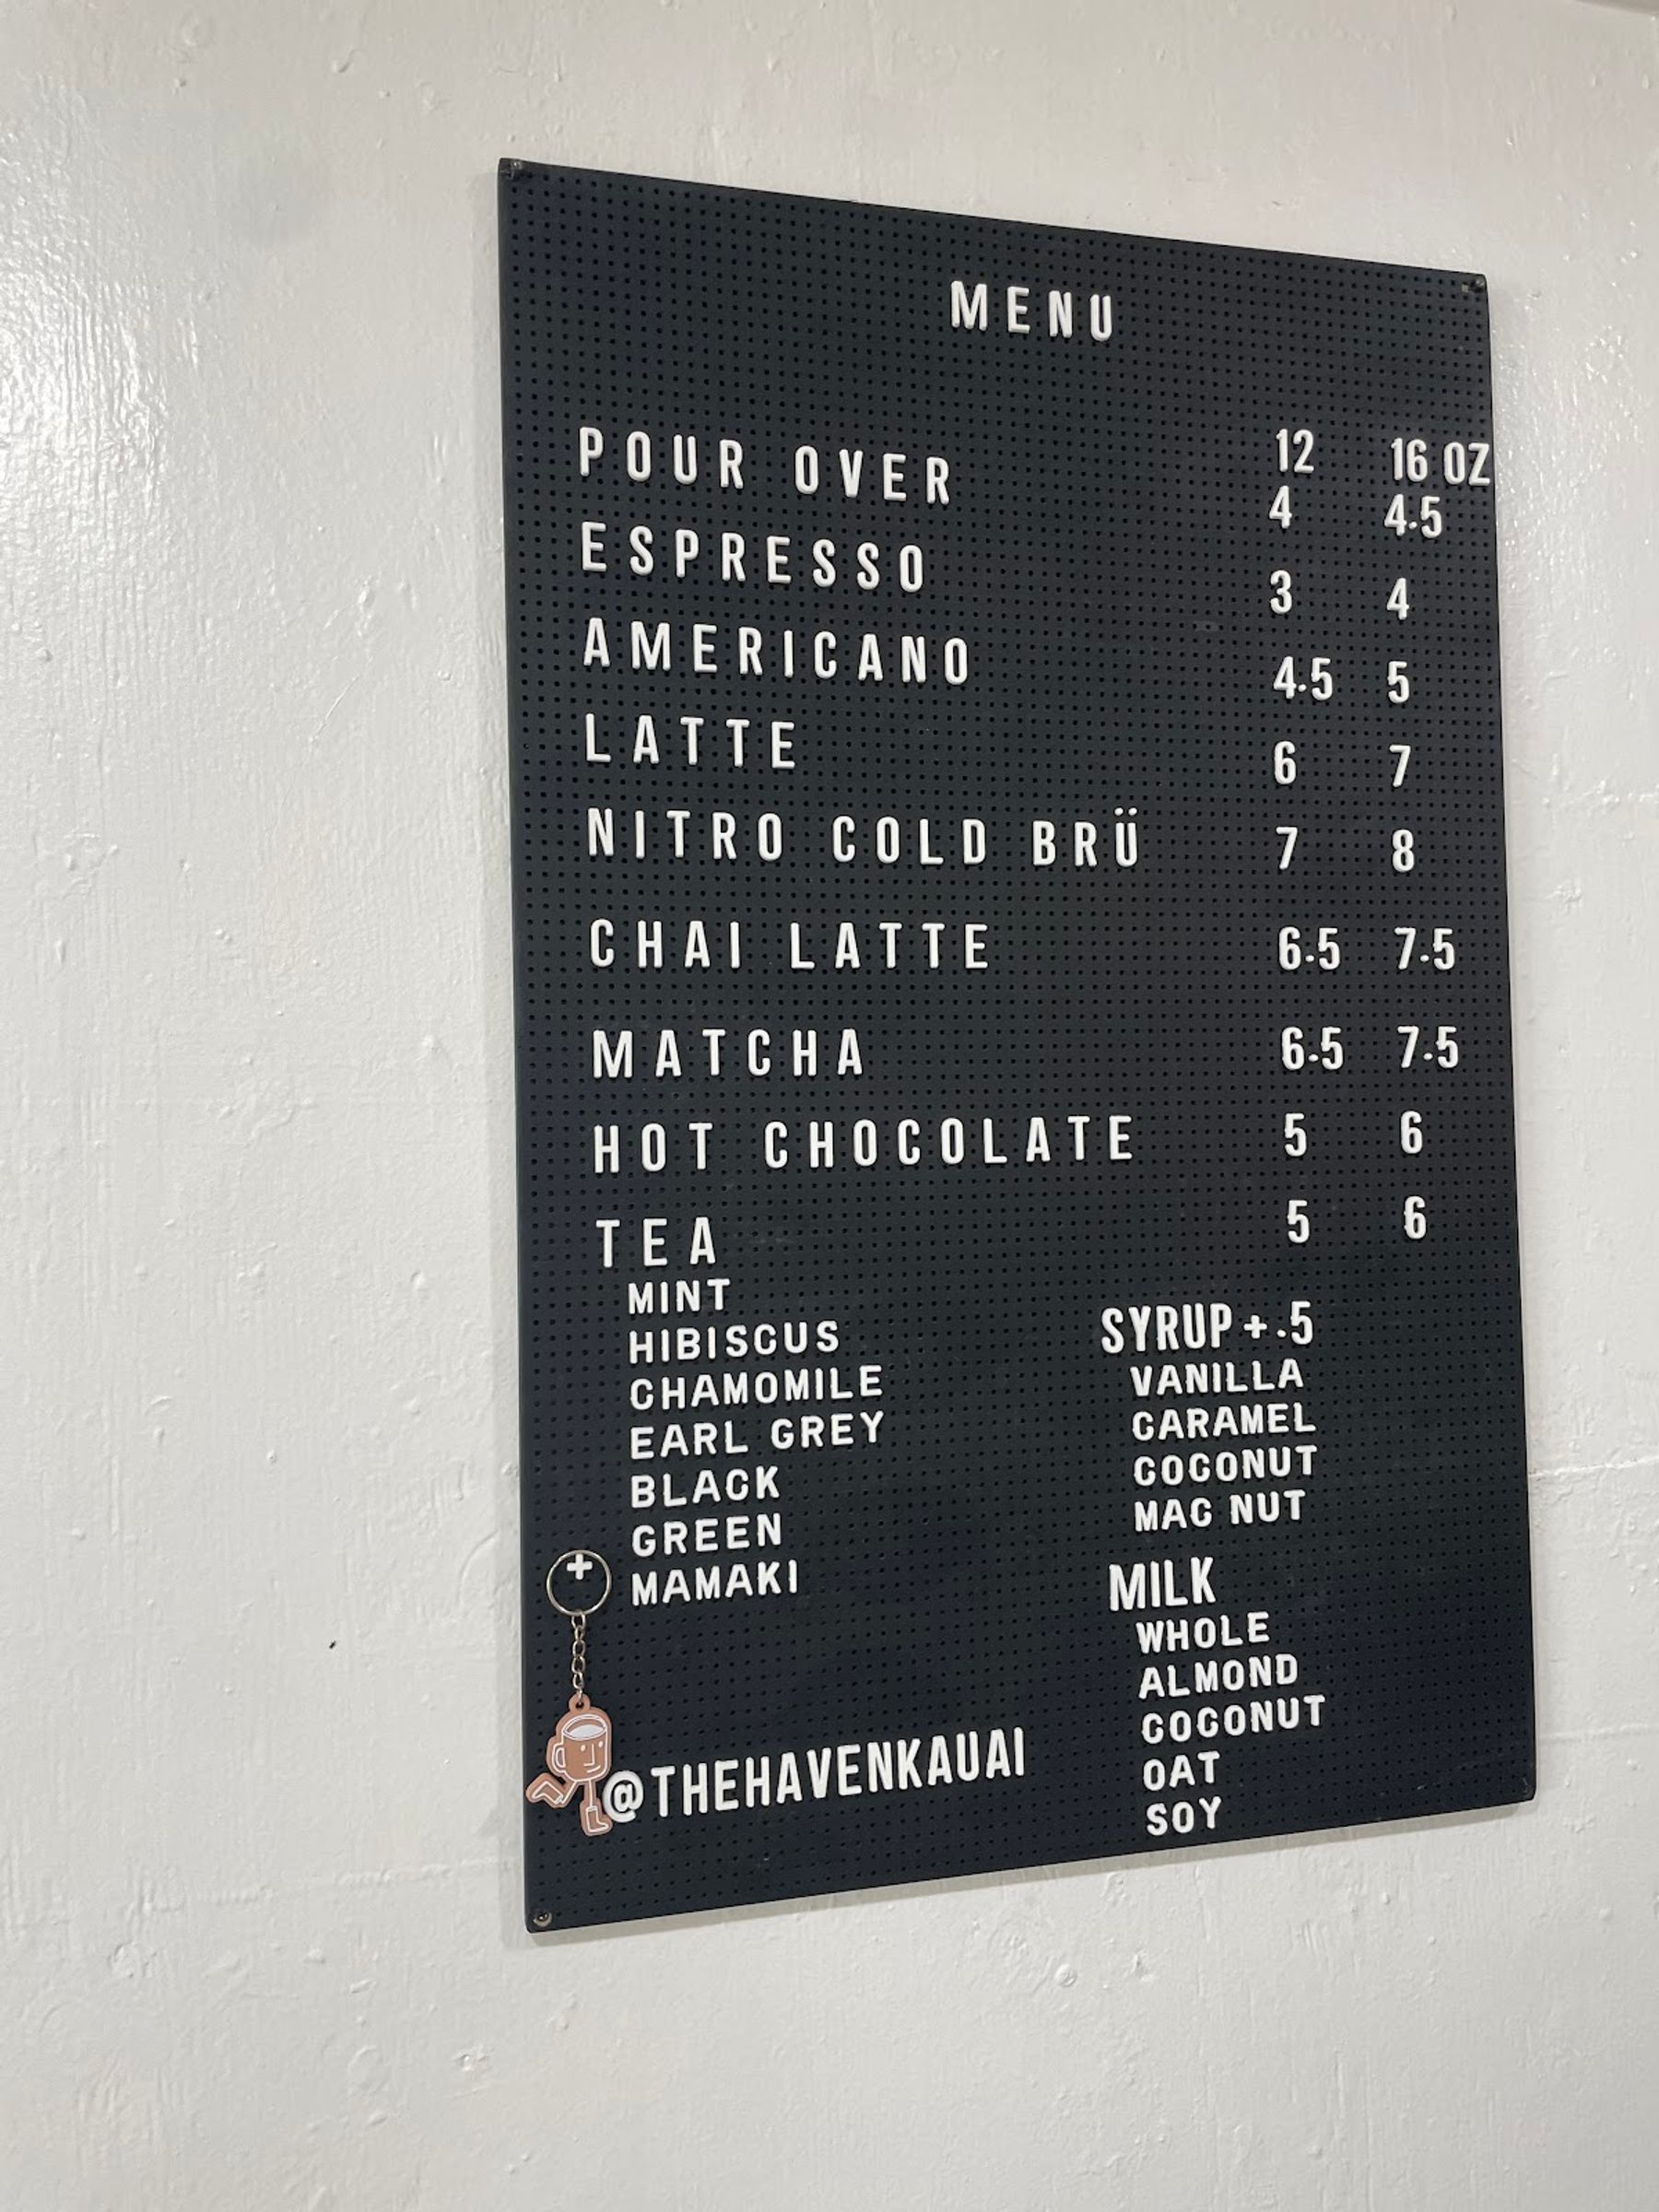 MENU
12 16 OZ
POUR OVER 4 4.5
ESPRESSO 3 4
AMERICANO 4.5 5
LATTE 6 7
NITRO COLD BRÜ 7 8
CHAI LATTE 6.5 7.5
MATCHA 6.5 7.5
HOT CHOCOLATE 5 6
TEA 5 6
MINT
HIBISCUS
CHAMOMILE
EARL GREY
BLACK
GREEN
+ MAMAKI
SYRUP + .5
VANILLA
CARAMEL
COCONUT
MAC NUT
MILK
WHOLE
ALMOND
COCONUT
OAT
SOY
@THEHAVENKAUAI